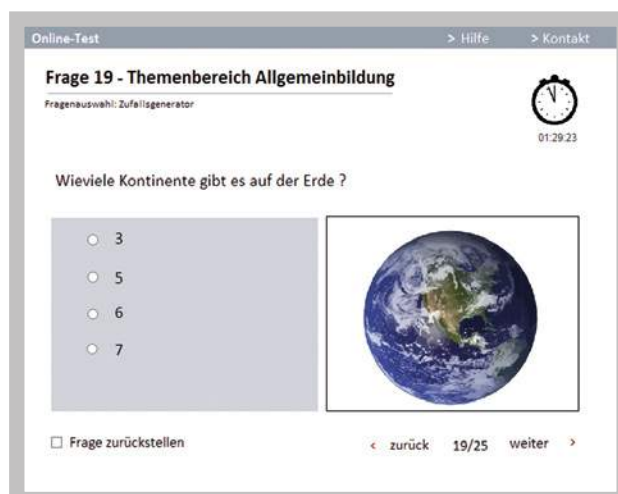 Online-Test > Hilfe > Kontakt
Frage 19 - Themenbereich Allgemeinbildung
Fragenauswahl: Zufallsgenerator
01:29:23
Wieviele Kontinente gibt es auf der Erde ?
3
5
6
7
Frage zurückstellen < zurück 19/25 weiter >